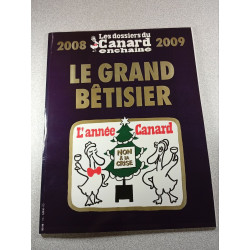 Les dossiers du
2008 Canard 2009
enchaîné
LE GRAND
BÊTISIER
L'année Canard
NON
À LA
CRISE